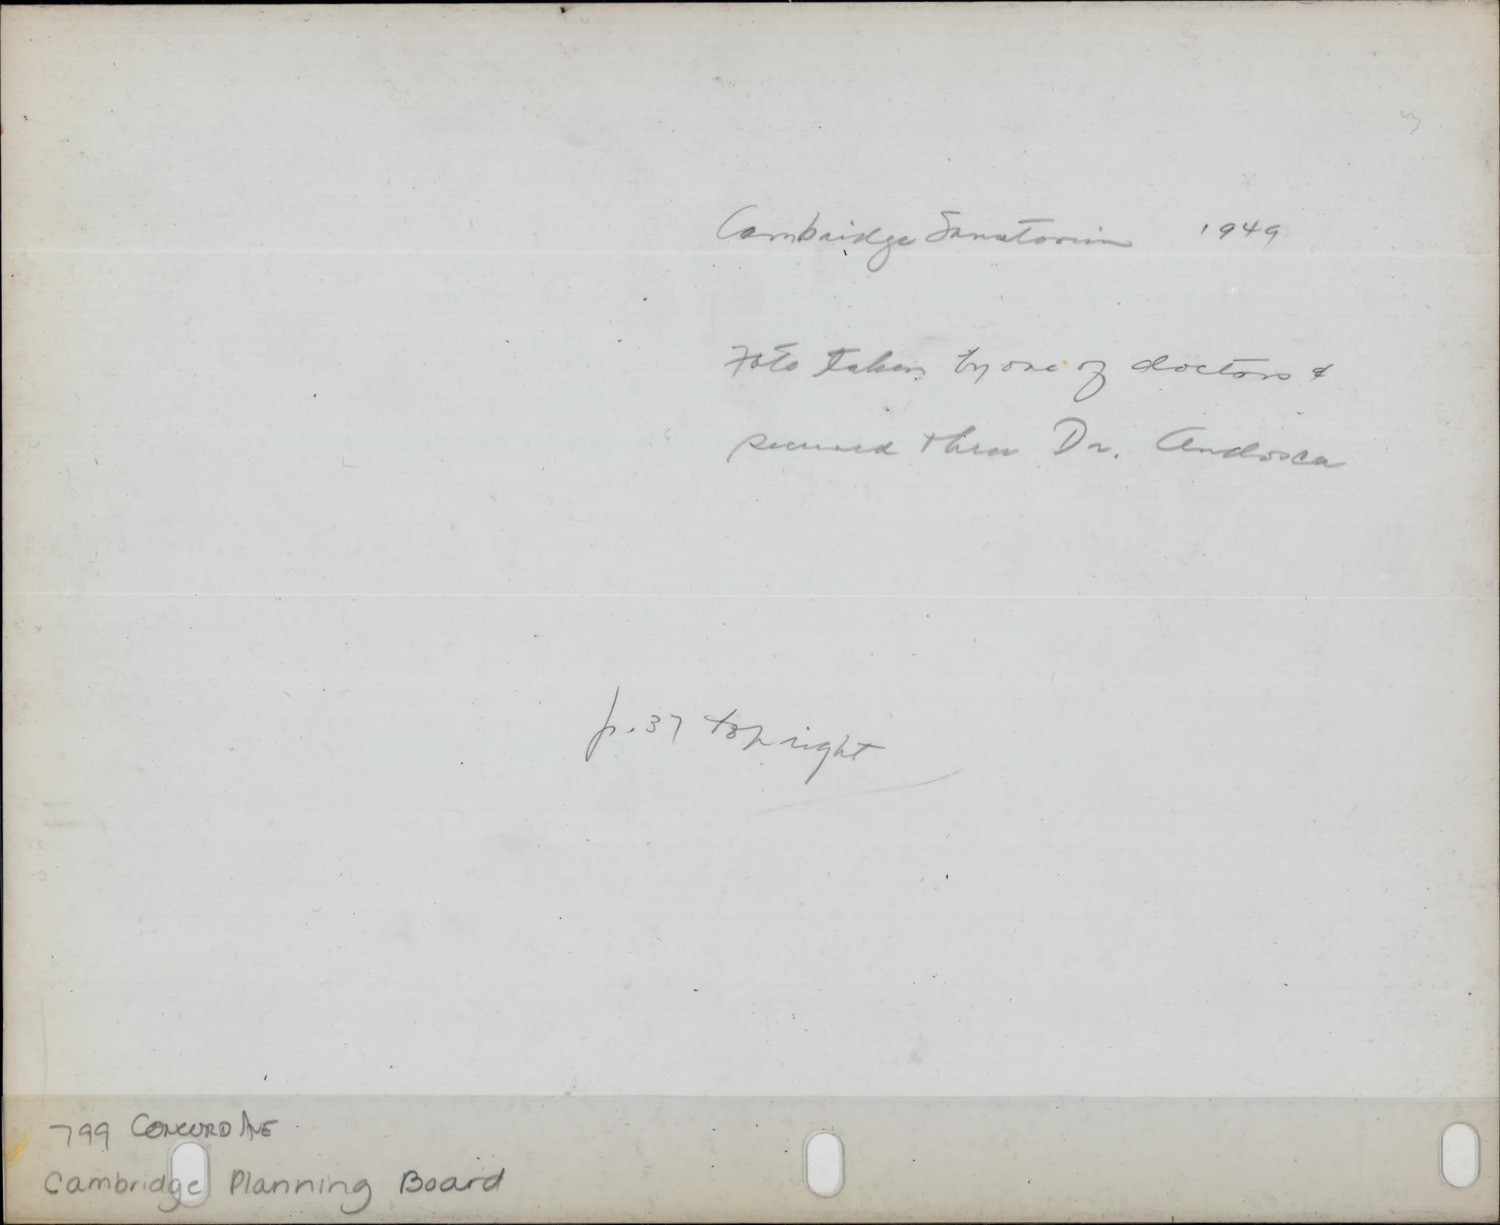 Cambridge Sanatorium 1949
Foto taken by one of doctors &
secured thru Dr. Andosca
p. 37 top right
799 CONCORD AVE
Cambridge Planning Board